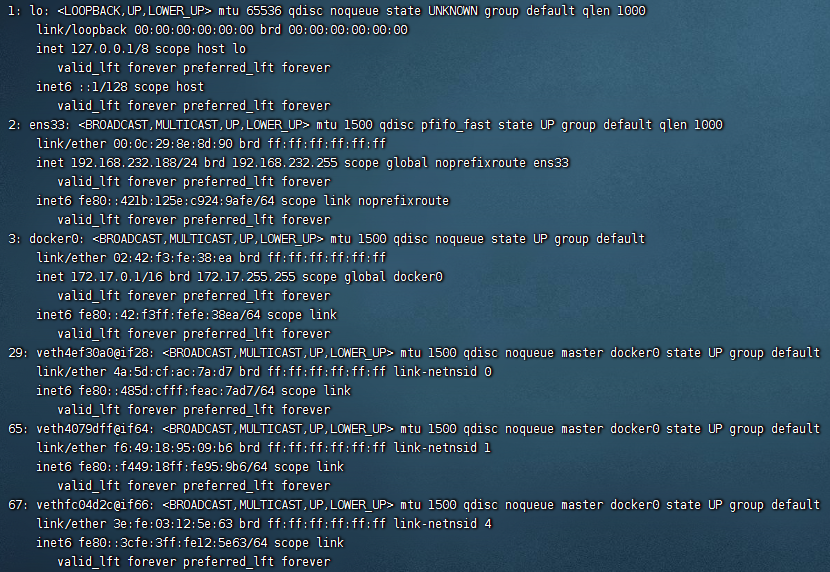 1: lo: <LOOPBACK,UP,LOWER_UP> mtu 65536 qdisc noqueue state UNKNOWN group default qlen 1000
link/loopback 00:00:00:00:00:00 brd 00:00:00:00:00:00
inet 127.0.0.1/8 scope host lo
valid_lft forever preferred_lft forever
inet6 ::1/128 scope host
valid_lft forever preferred_lft forever
2: ens33: <BROADCAST,MULTICAST,UP,LOWER_UP> mtu 1500 qdisc pfifo_fast state UP group default qlen 1000
link/ether 00:0c:29:8e:8d:90 brd ff:ff:ff:ff:ff:ff
inet 192.168.232.188/24 brd 192.168.232.255 scope global noprefixroute ens33
valid_lft forever preferred_lft forever
inet6 fe80::421b:125e:c924:9afe/64 scope link noprefixroute
valid_lft forever preferred_lft forever
3: docker0: <BROADCAST,MULTICAST,UP,LOWER_UP> mtu 1500 qdisc noqueue state UP group default
link/ether 02:42:f3:fe:38:ea brd ff:ff:ff:ff:ff:ff
inet 172.17.0.1/16 brd 172.17.255.255 scope global docker0
valid_lft forever preferred_lft forever
inet6 fe80::42:f3ff:fefe:38ea/64 scope link
valid_lft forever preferred_lft forever
29: veth4ef30a0@if28: <BROADCAST,MULTICAST,UP,LOWER_UP> mtu 1500 qdisc noqueue master docker0 state UP group default
link/ether 4a:5d:cf:ac:7a:d7 brd ff:ff:ff:ff:ff:ff link-netnsid 0
inet6 fe80::485d:cfff:feac:7ad7/64 scope link
valid_lft forever preferred_lft forever
65: veth4079dff@if64: <BROADCAST,MULTICAST,UP,LOWER_UP> mtu 1500 qdisc noqueue master docker0 state UP group default
link/ether f6:49:18:95:09:b6 brd ff:ff:ff:ff:ff:ff link-netnsid 1
inet6 fe80::f449:18ff:fe95:9b6/64 scope link
valid_lft forever preferred_lft forever
67: vethfc04d2c@if66: <BROADCAST,MULTICAST,UP,LOWER_UP> mtu 1500 qdisc noqueue master docker0 state UP group default
link/ether 3e:fe:03:12:5e:63 brd ff:ff:ff:ff:ff:ff link-netnsid 4
inet6 fe80::3cfe:3ff:fe12:5e63/64 scope link
valid_lft forever preferred_lft forever